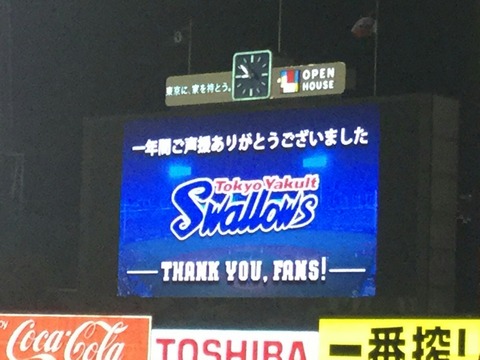 東京に、家を持とう。
OPEN
HOUSE
一年間ご声援ありがとうございました
Tokyo Yakult
Swallows
THANK YOU, FANS!
Coca-Cola
TOSHIBA
一番搾り